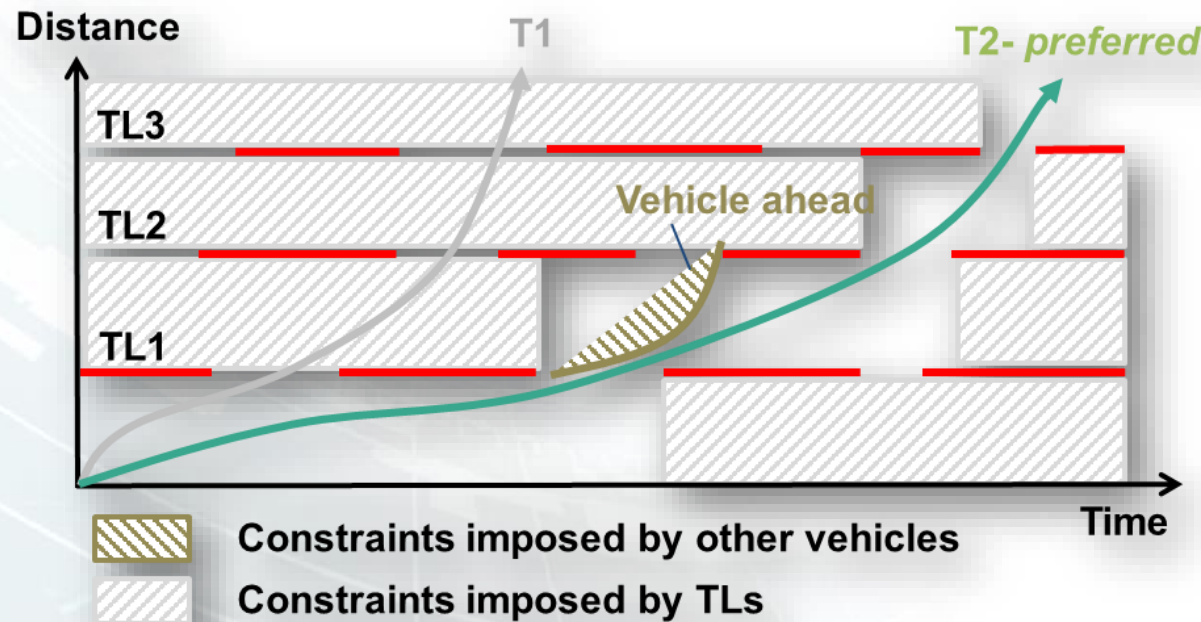 Distance
T1
T2- preferred
TL3
Vehicle ahead
TL2
TL1
Time
Constraints imposed by other vehicles
Constraints imposed by TLs